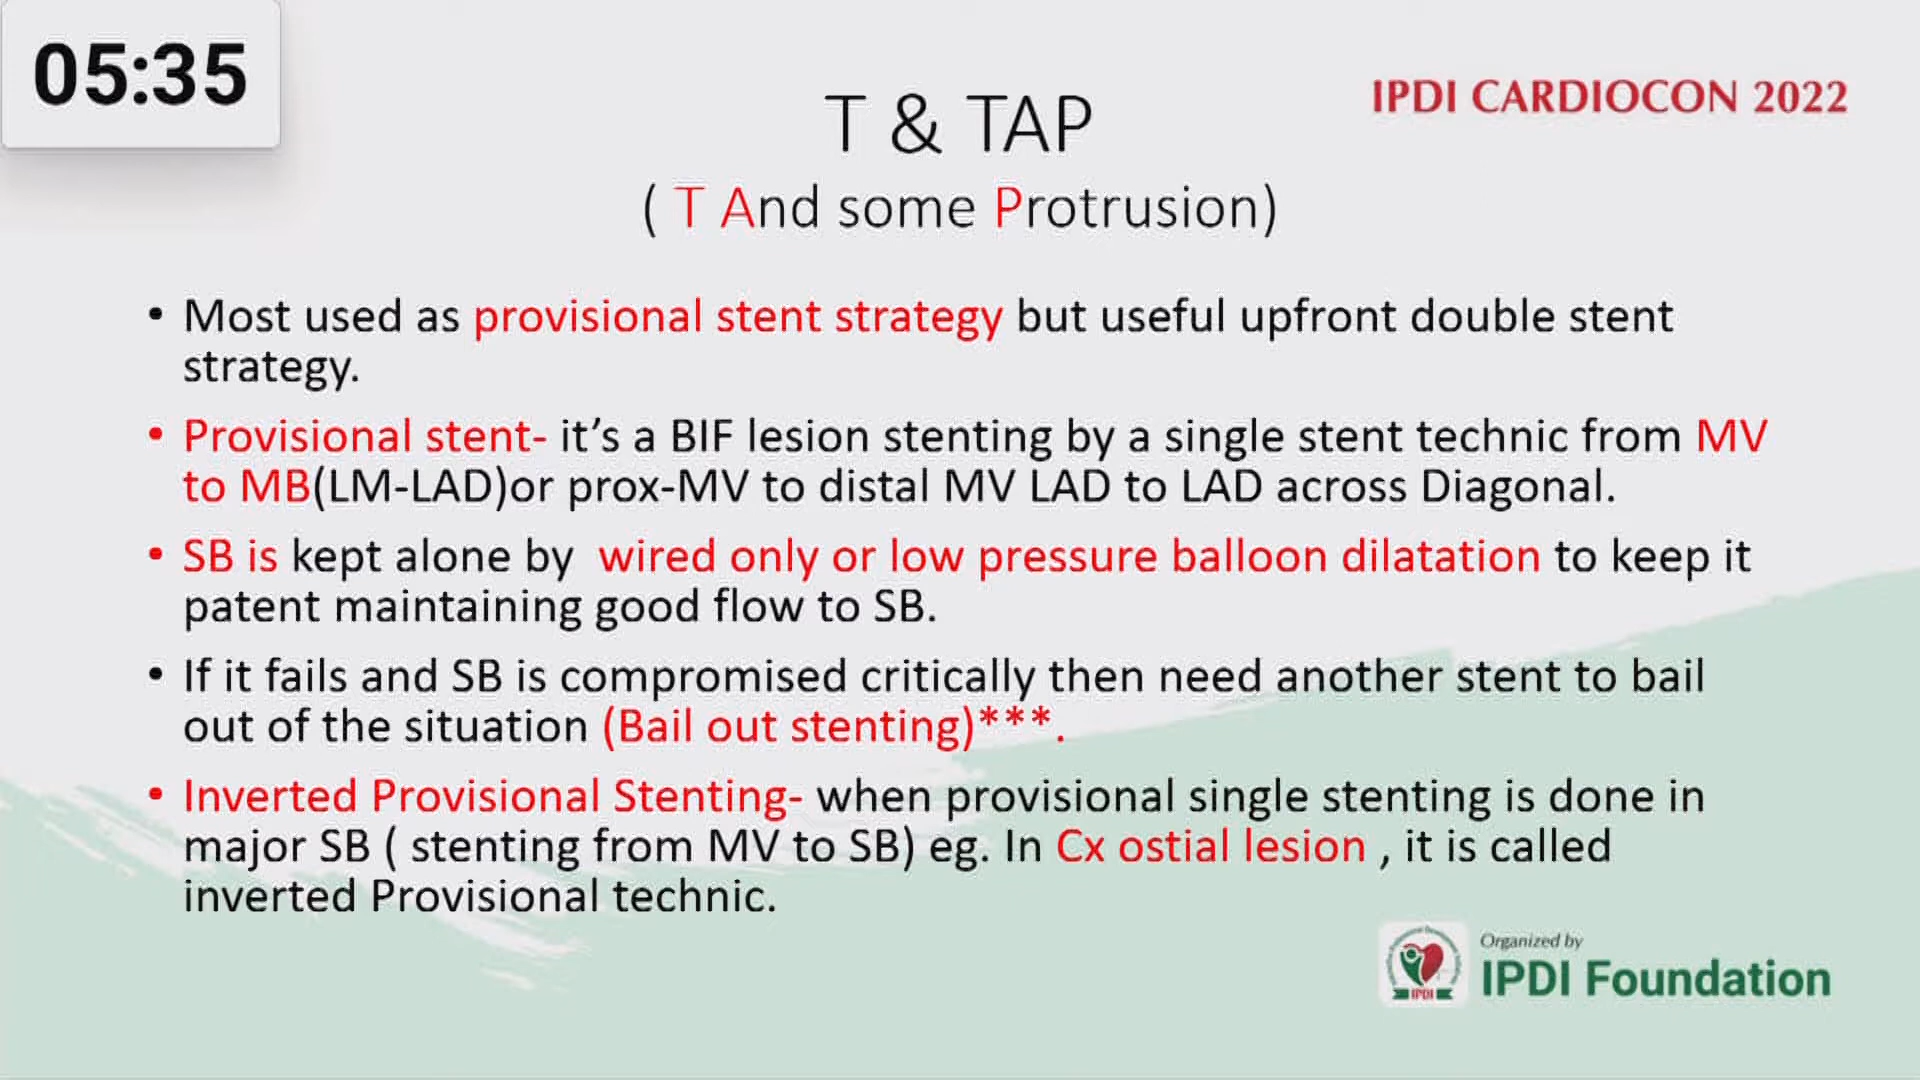 05:35
IPDI CARDIOCON 2022
T & TAP
( T And some Protrusion)
• Most used as provisional stent strategy but useful upfront double stent
strategy.
• Provisional stent- it’s a BIF lesion stenting by a single stent technic from MV
to MB(LM-LAD)or prox-MV to distal MV LAD to LAD across Diagonal.
• SB is kept alone by wired only or low pressure balloon dilatation to keep it
patent maintaining good flow to SB.
• If it fails and SB is compromised critically then need another stent to bail
out of the situation (Bail out stenting)***.
• Inverted Provisional Stenting- when provisional single stenting is done in
major SB ( stenting from MV to SB) eg. In Cx ostial lesion , it is called
inverted Provisional technic.
Organized by
IPDI Foundation
IPDI